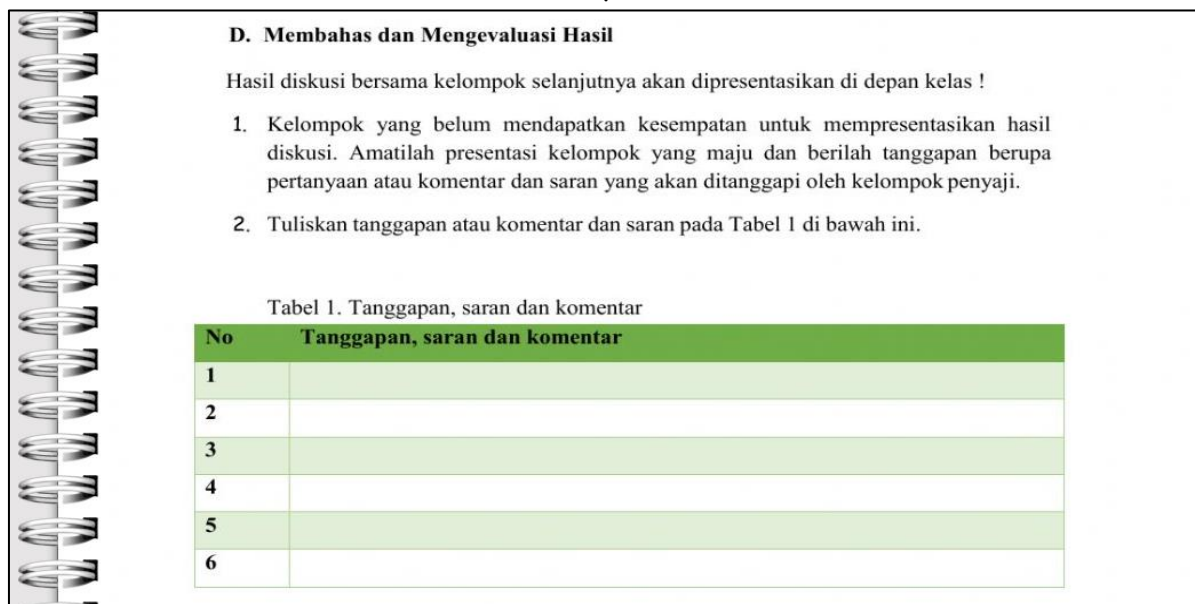 D. Membahas dan Mengevaluasi Hasil
Hasil diskusi bersama kelompok selanjutnya akan dipresentasikan di depan kelas !
1. Kelompok yang belum mendapatkan kesempatan untuk mempresentasikan hasil
diskusi. Amatilah presentasi kelompok yang maju dan berilah tanggapan berupa
pertanyaan atau komentar dan saran yang akan ditanggapi oleh kelompok penyaji.
2. Tuliskan tanggapan atau komentar dan saran pada Tabel 1 di bawah ini.
Tabel 1. Tanggapan, saran dan komentar
No Tanggapan, saran dan komentar
1
2
3
4
5
6